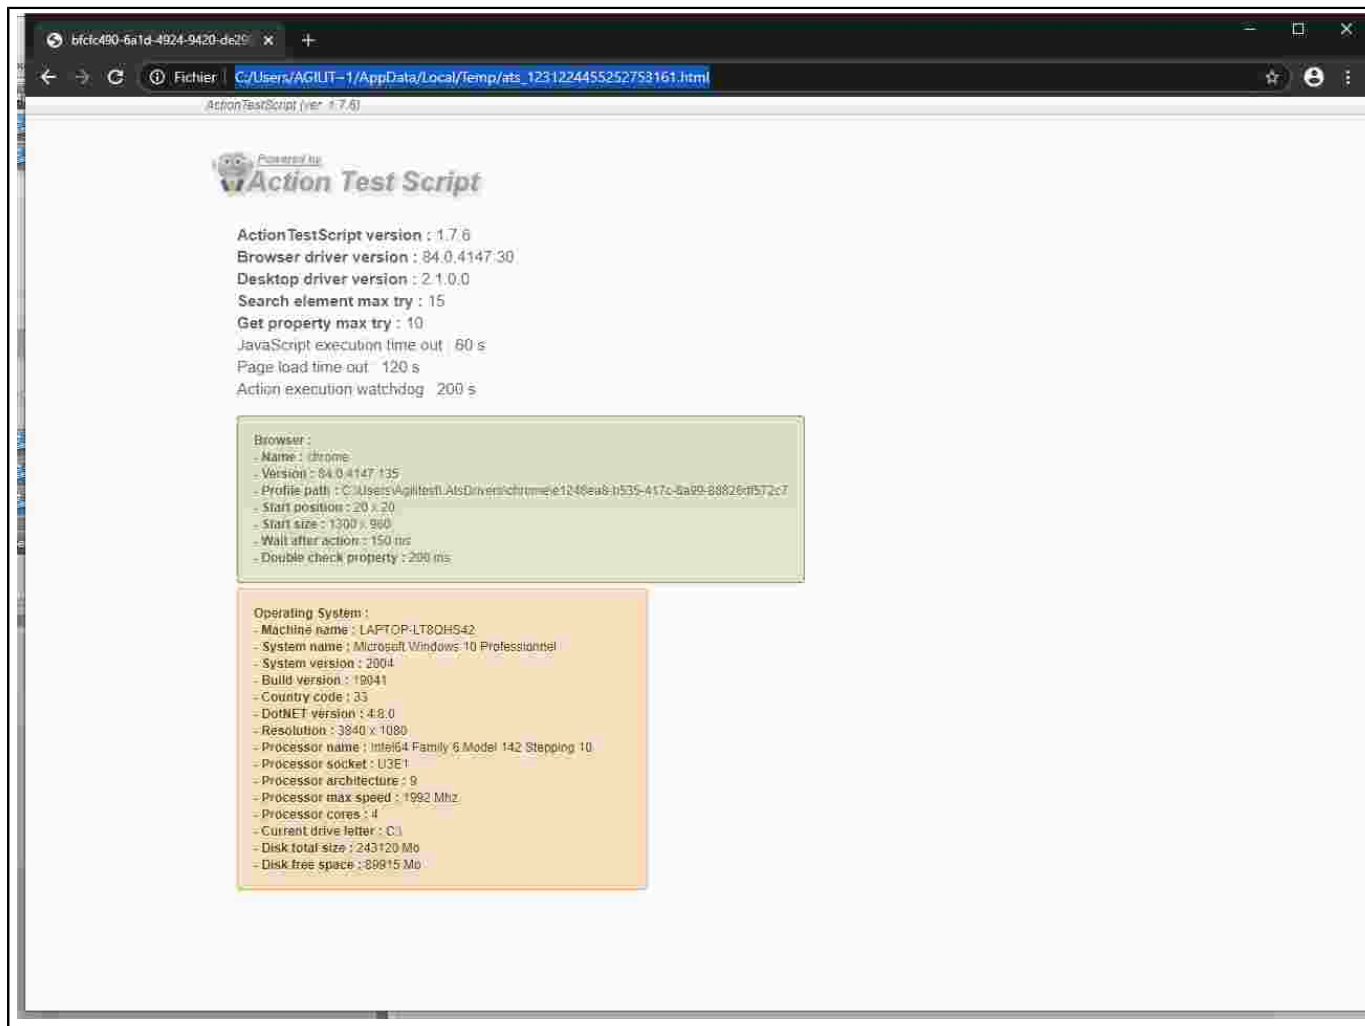 bfcfc490-6a1d-4924-9420-de29
Fichier C:/Users/AGILIT~1/AppData/Local/Temp/ats_1231224455252753161.html
ActionTestScript (ver. 1.7.6)
Powered by
Action Test Script
ActionTestScript version : 1.7.6
Browser driver version : 84.0.4147.30
Desktop driver version : 2.1.0.0
Search element max try : 15
Get property max try : 10
JavaScript execution time out : 60 s
Page load time out : 120 s
Action execution watchdog : 200 s
Browser :
- Name : chrome
- Version : 84.0.4147.135
- Profile path :
- Start position : 20 x 20
- Start size : 1300 x 960
- Wait after action : 150 ms
- Double check property : 200 ms
Operating System :
- Machine name :
- System name : Microsoft Windows 10 Professionnel
- System version : 2004
- Build version : 19041
- Country code : 33
- DotNET version : 4.8.0
- Resolution : 3840 x 1080
- Processor name : Intel64 Family 6 Model 142 Stepping 10
- Processor socket : U3E1
- Processor architecture : 9
- Processor max speed : 1992 Mhz
- Processor cores : 4
- Current drive letter : C:\
- Disk total size : 243120 Mo
- Disk free space : 89915 Mo